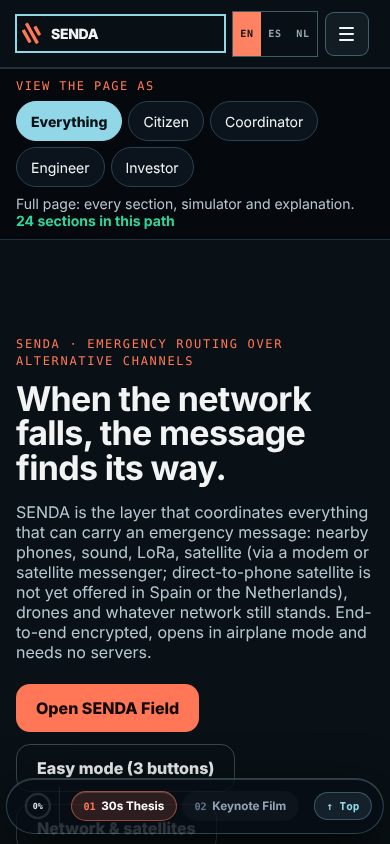 SENDA
EN ES NL
VIEW THE PAGE AS
Everything
Citizen
Coordinator
Engineer
Investor
Full page: every section, simulator and explanation.
24 sections in this path
SENDA · EMERGENCY ROUTING OVER
ALTERNATIVE CHANNELS
When the network
falls, the message
finds its way.
SENDA is the layer that coordinates everything
that can carry an emergency message: nearby
phones, sound, LoRa, satellite (via a modem or
satellite messenger; direct-to-phone satellite is
not yet offered in Spain or the Netherlands),
drones and whatever network still stands. End-
to-end encrypted, opens in airplane mode and
needs no servers.
Open SENDA Field
Easy mode (3 buttons)
0%
01 30s Thesis
02 Keynote Film
↑ Top
Network & satellites